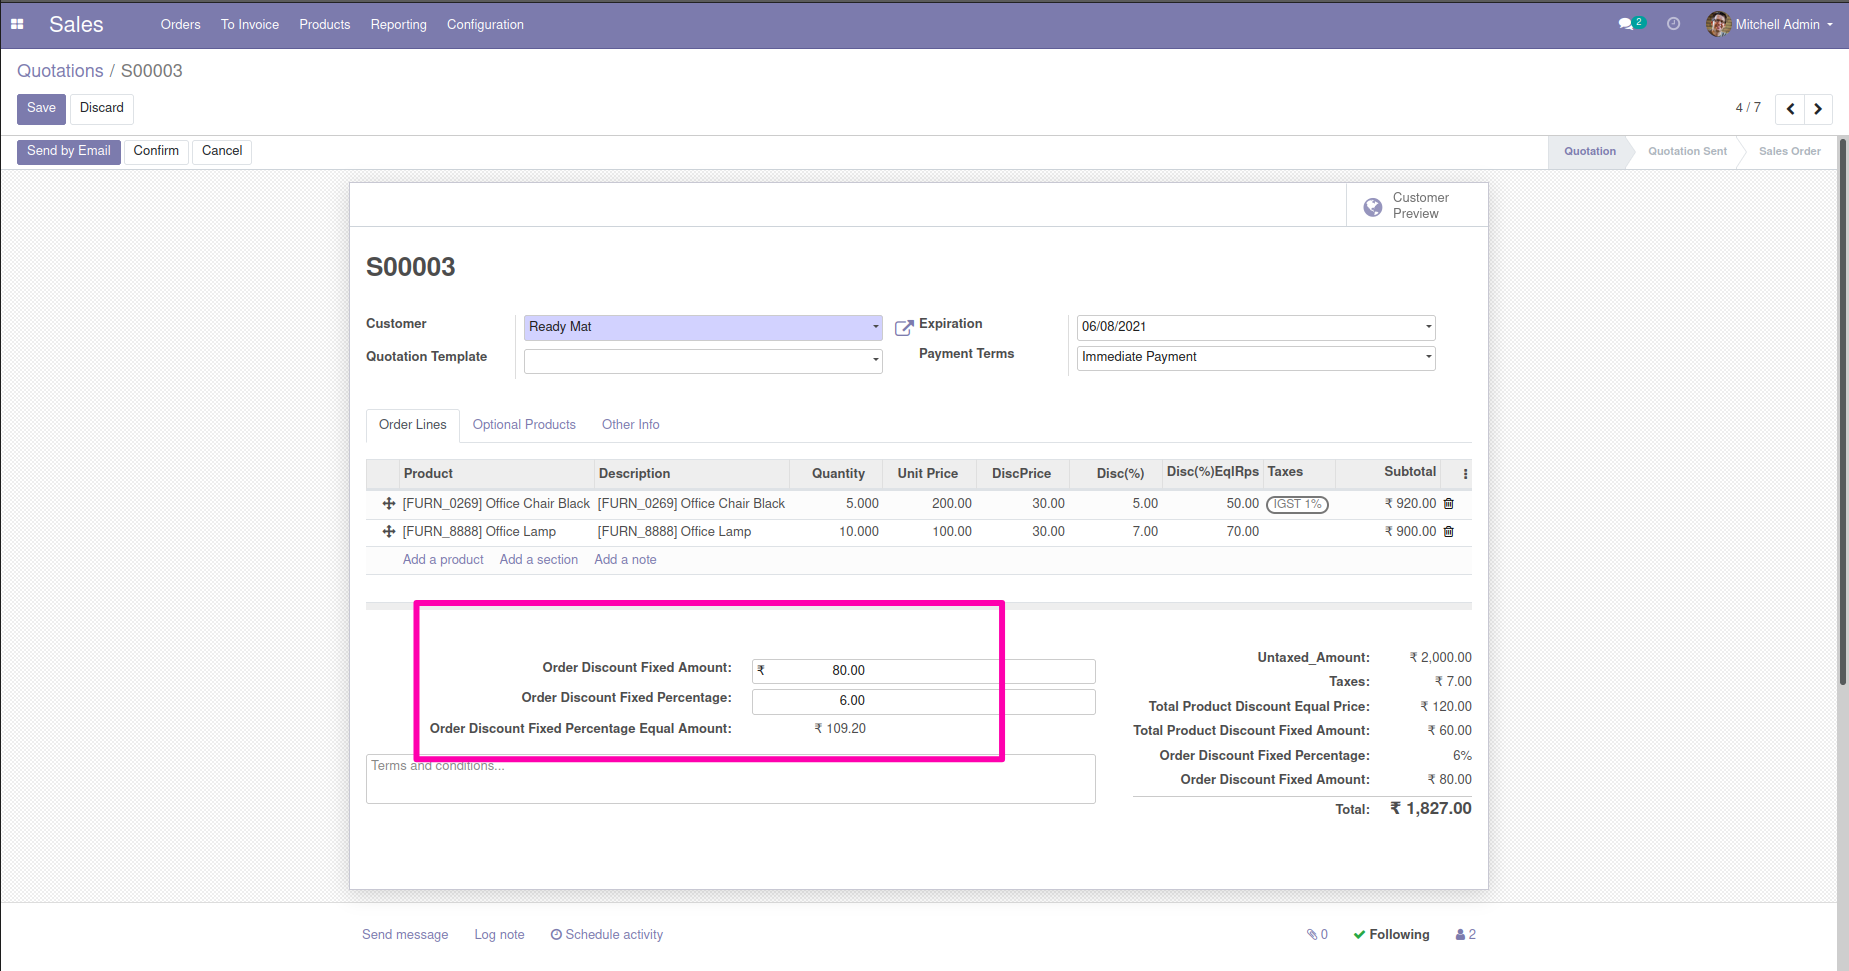 Sales Orders To Invoice Products Reporting Configuration 2 Mitchell Admin
Quotations / S00003
Save Discard 4 / 7
Send by Email Confirm Cancel Quotation Quotation Sent Sales Order
Customer
Preview
S00003
Customer Ready Mat Expiration 06/08/2021
Quotation Template Payment Terms Immediate Payment
Order Lines Optional Products Other Info
Product Description Quantity Unit Price DiscPrice Disc(%) Disc(%)EqlRps Taxes Subtotal
[FURN_0269] Office Chair Black [FURN_0269] Office Chair Black 5.000 200.00 30.00 5.00 50.00 IGST 1% ₹ 920.00
[FURN_8888] Office Lamp [FURN_8888] Office Lamp 10.000 100.00 30.00 7.00 70.00 ₹ 900.00
Add a product Add a section Add a note
Order Discount Fixed Amount: ₹ 80.00
Order Discount Fixed Percentage: 6.00
Order Discount Fixed Percentage Equal Amount: ₹ 109.20
Terms and conditions...
Untaxed_Amount: ₹ 2,000.00
Taxes: ₹ 7.00
Total Product Discount Equal Price: ₹ 120.00
Total Product Discount Fixed Amount: ₹ 60.00
Order Discount Fixed Percentage: 6%
Order Discount Fixed Amount: ₹ 80.00
Total: ₹ 1,827.00
Send message Log note Schedule activity 0 Following 2